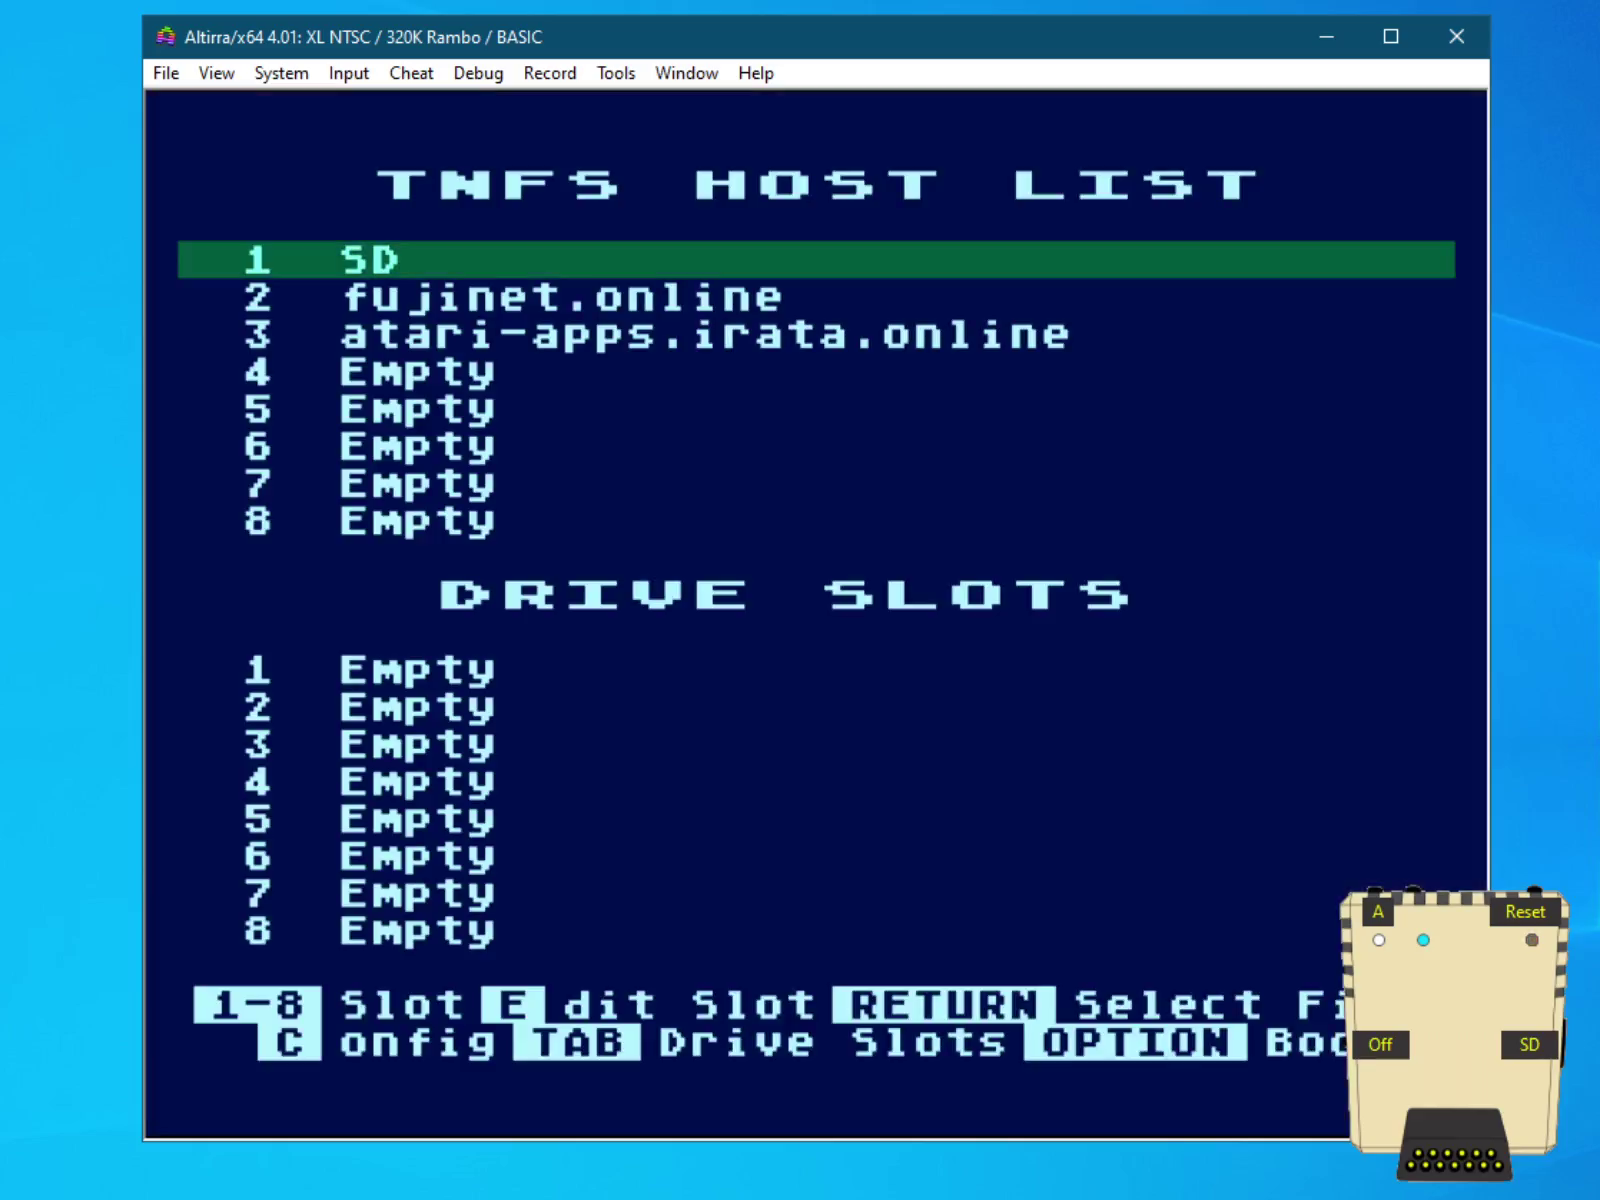 Altirra/x64 4.01: XL NTSC / 320K Rambo / BASIC
File View System Input Cheat Debug Record Tools Window Help
TNFS HOST LIST
1 SD
2 fujinet.online
3 atari-apps.irata.online
4 Empty
5 Empty
6 Empty
7 Empty
8 Empty
DRIVE SLOTS
1 Empty
2 Empty
3 Empty
4 Empty
5 Empty
6 Empty
7 Empty
8 Empty
1-8 Slot E dit Slot RETURN Select Fi
C onfig TAB Drive Slots OPTION Boo
A Reset
Off SD